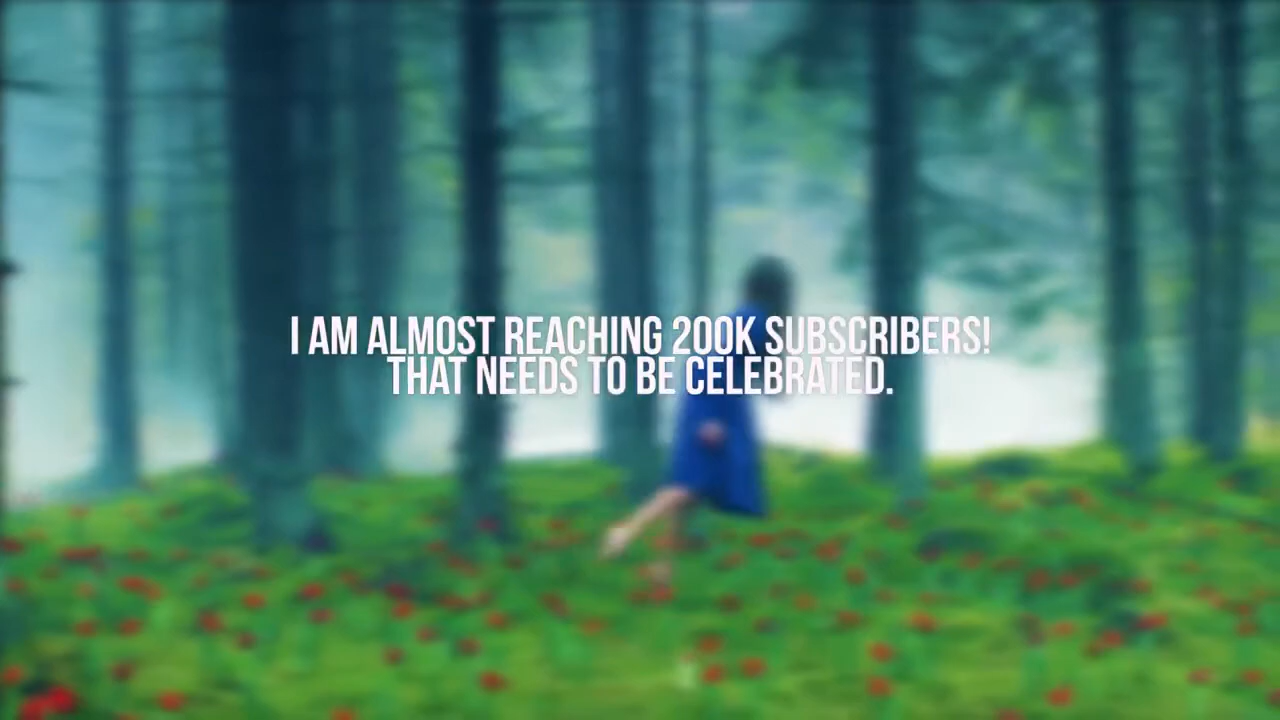 I AM ALMOST REACHING 200K SUBSCRIBERS!
THAT NEEDS TO BE CELEBRATED.